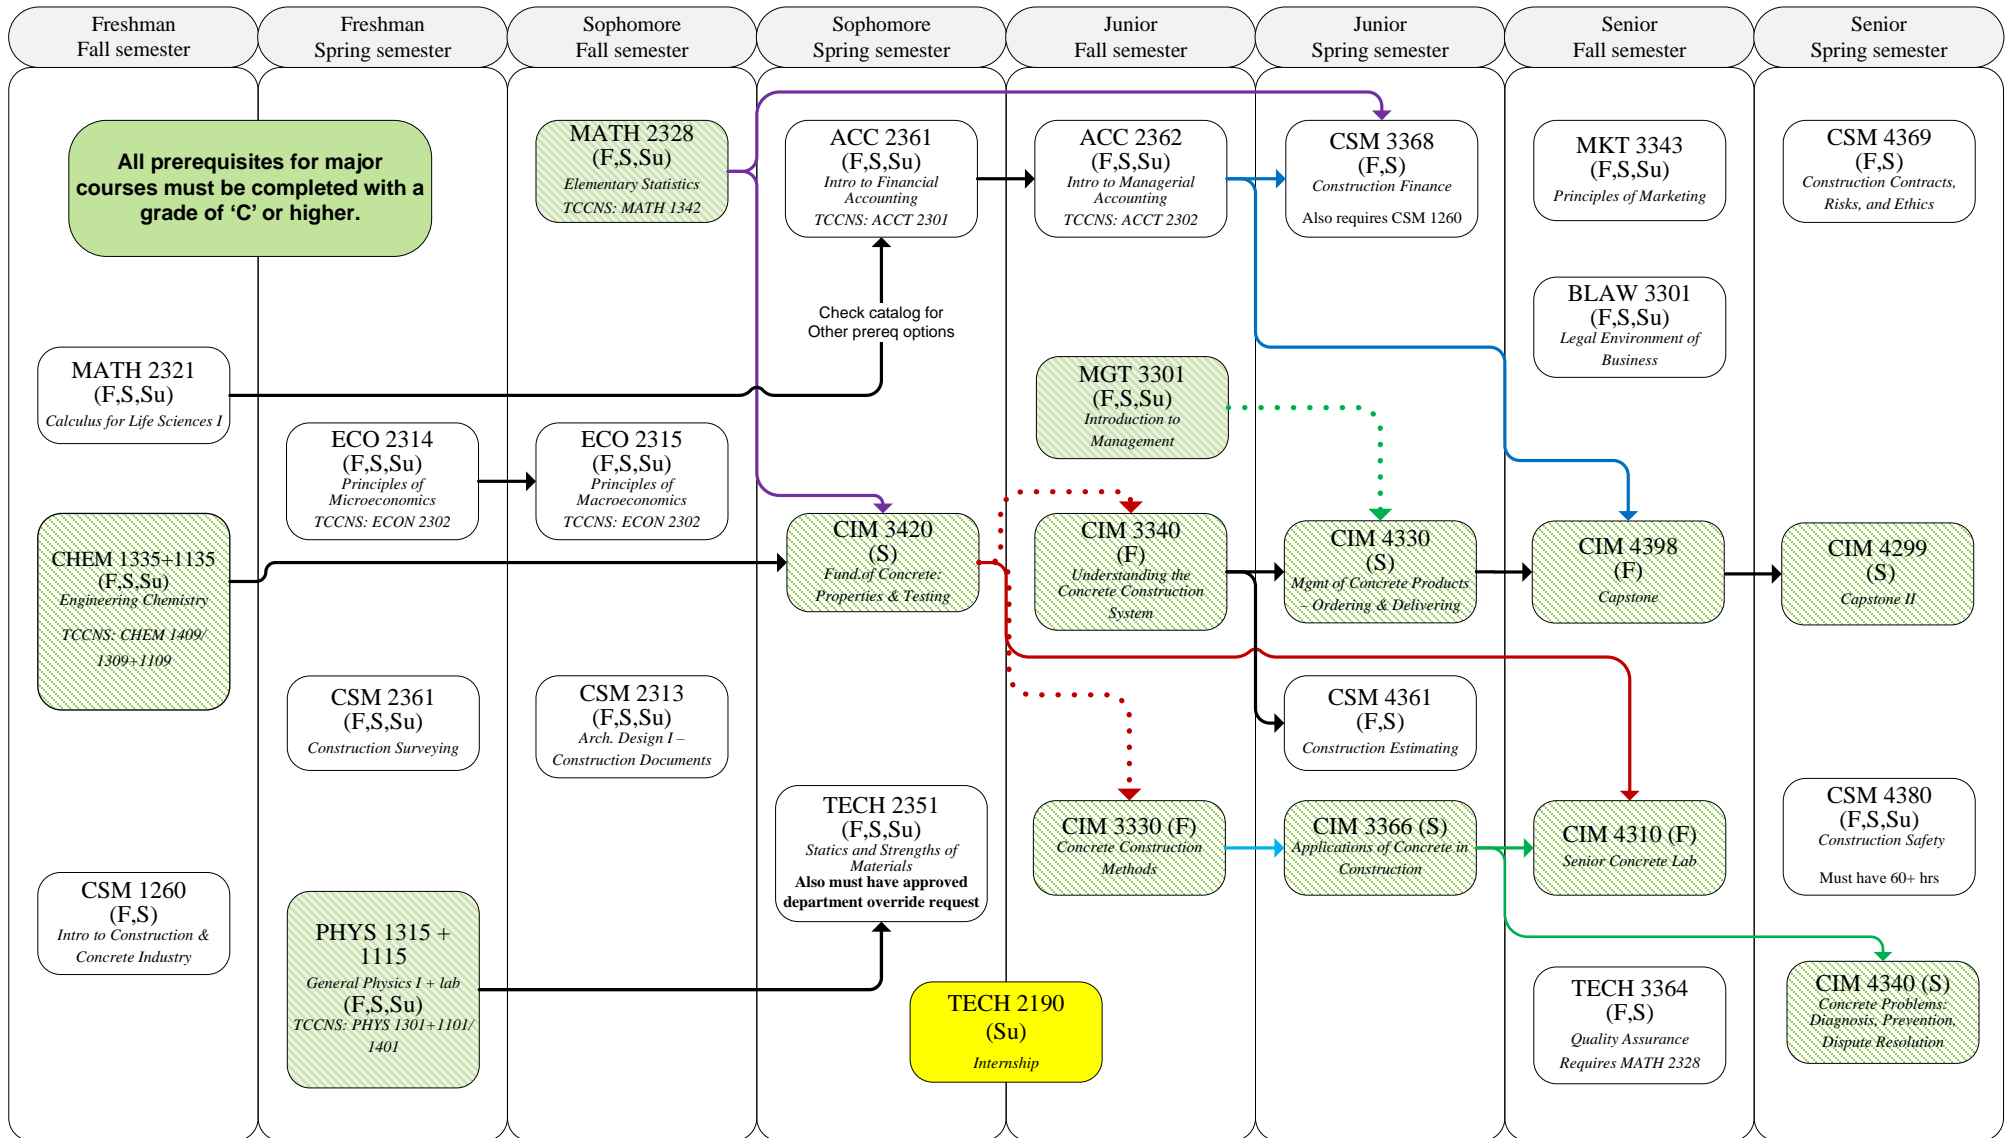 Freshman
Fall semester
Freshman
Spring semester
Sophomore
Fall semester
Sophomore
Spring semester
Junior
Fall semester
Junior
Spring semester
Senior
Fall semester
Senior
Spring semester
All prerequisites for major
courses must be completed with a
grade of ‘C’ or higher.
MATH 2321
(F,S,Su)
Calculus for Life Sciences I
CHEM 1335+1135
(F,S,Su)
Engineering Chemistry
TCCNS: CHEM 1409/
1309+1109
CSM 1260
(F,S)
Intro to Construction &
Concrete Industry
ECO 2314
(F,S,Su)
Principles of
Microeconomics
TCCNS: ECON 2302
CSM 2361
(F,S,Su)
Construction Surveying
PHYS 1315 +
1115
General Physics I + lab
(F,S,Su)
TCCNS: PHYS 1301+1101/
1401
MATH 2328
(F,S,Su)
Elementary Statistics
TCCNS: MATH 1342
ECO 2315
(F,S,Su)
Principles of
Macroeconomics
TCCNS: ECON 2302
CSM 2313
(F,S,Su)
Arch. Design I –
Construction Documents
ACC 2361
(F,S,Su)
Intro to Financial
Accounting
TCCNS: ACCT 2301
Check catalog for
Other prereq options
CIM 3420
(S)
Fund.of Concrete:
Properties & Testing
TECH 2351
(F,S,Su)
Statics and Strengths of
Materials
Also must have approved
department override request
TECH 2190
(Su)
Internship
ACC 2362
(F,S,Su)
Intro to Managerial
Accounting
TCCNS: ACCT 2302
MGT 3301
(F,S,Su)
Introduction to
Management
CIM 3340
(F)
Understanding the
Concrete Construction
System
CIM 3330 (F)
Concrete Construction
Methods
CSM 3368
(F,S)
Construction Finance
Also requires CSM 1260
CIM 4330
(S)
Mgmt of Concrete Products
– Ordering & Delivering
CSM 4361
(F,S)
Construction Estimating
CIM 3366 (S)
Applications of Concrete in
Construction
MKT 3343
(F,S,Su)
Principles of Marketing
BLAW 3301
(F,S,Su)
Legal Environment of
Business
CIM 4398
(F)
Capstone
CIM 4310 (F)
Senior Concrete Lab
TECH 3364
(F,S)
Quality Assurance
Requires MATH 2328
CSM 4369
(F,S)
Construction Contracts,
Risks, and Ethics
CIM 4299
(S)
Capstone II
CSM 4380
(F,S,Su)
Construction Safety
Must have 60+ hrs
CIM 4340 (S)
Concrete Problems:
Diagnosis, Prevention,
Dispute Resolution